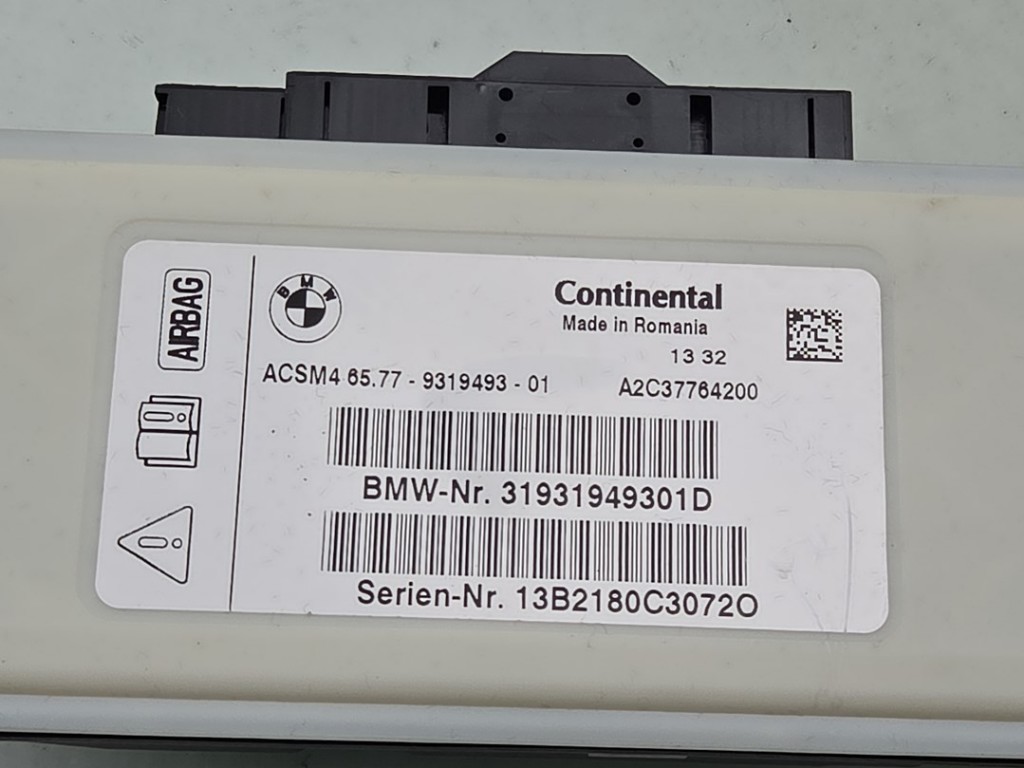 AIRBAG
BMW
Continental
Made in Romania
13 32
ACSM4 65.77 - 9319493 - 01
A2C37764200
BMW-Nr. 31931949301D
Serien-Nr. 13B2180C3072O